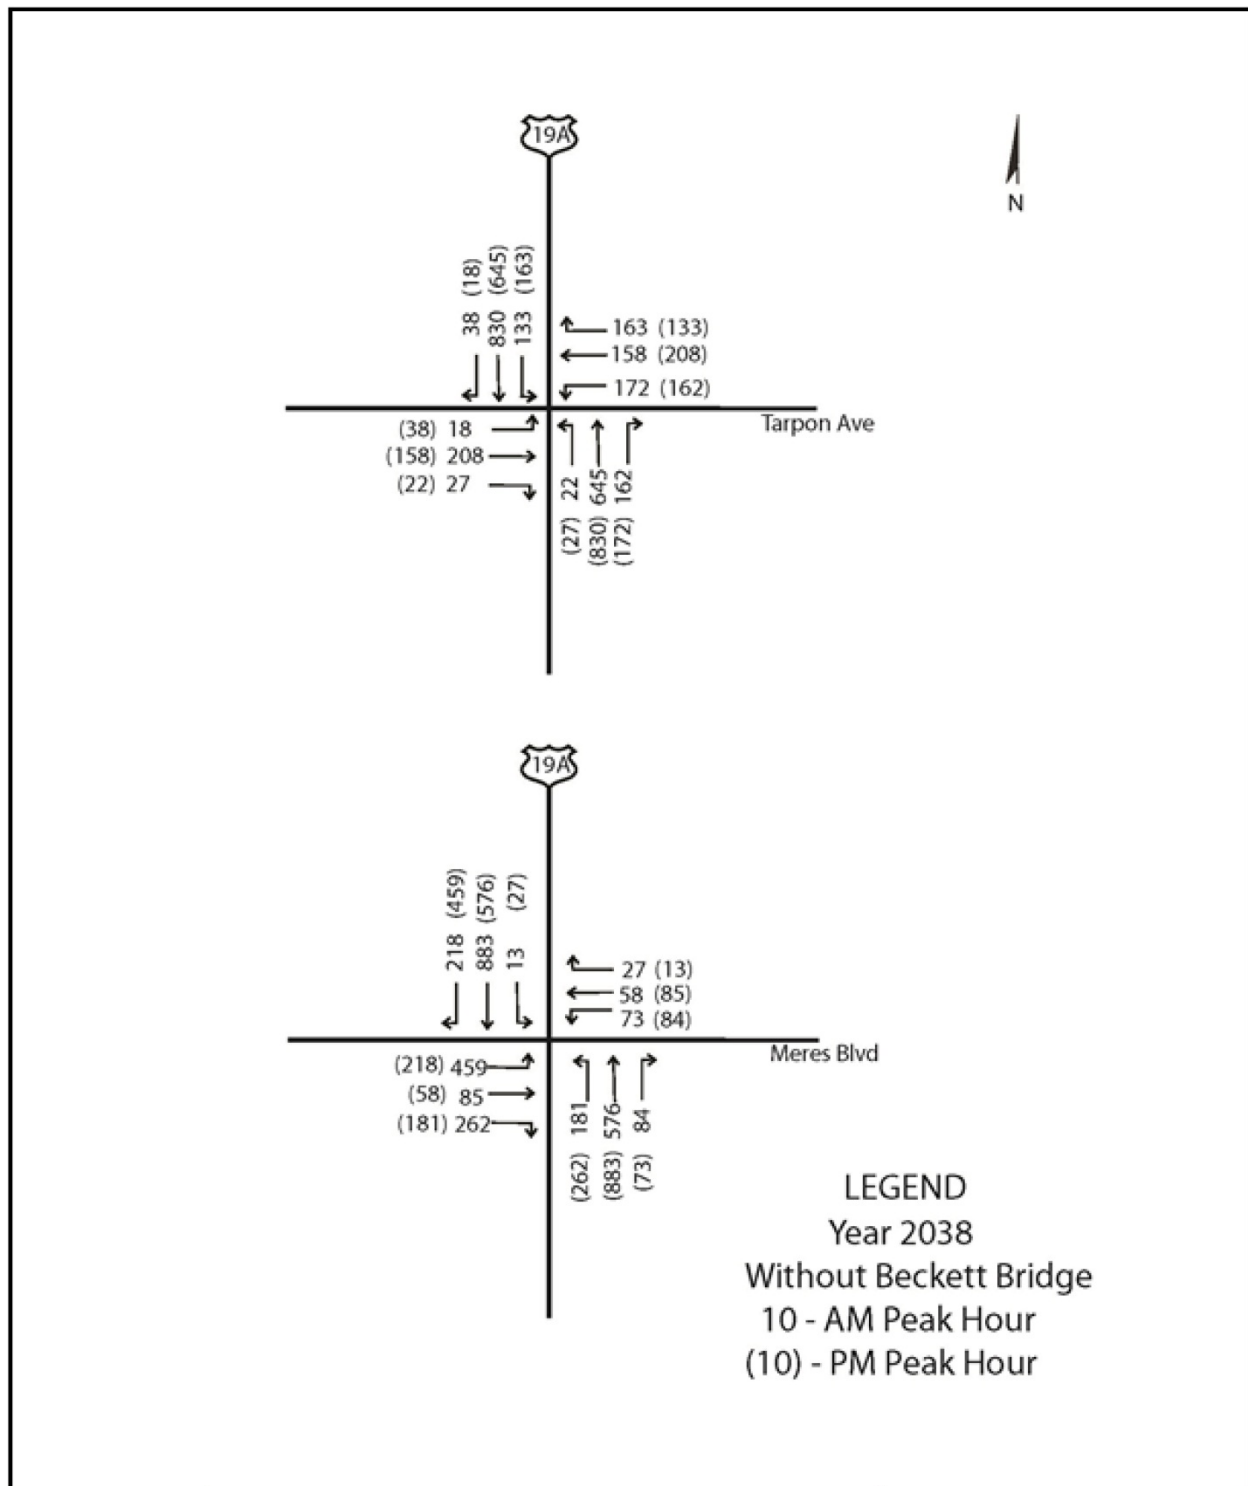 19A
N
38 (18)
830 (645)
133 (163)
163 (133)
158 (208)
172 (162)
Tarpon Ave
(38) 18
(158) 208
(22) 27
(27) 22
(830) 645
(172) 162
19A
218 (459)
883 (576)
13 (27)
27 (13)
58 (85)
73 (84)
Meres Blvd
(218) 459
(58) 85
(181) 262
(262) 181
(883) 576
(73) 84
LEGEND
Year 2038
Without Beckett Bridge
10 - AM Peak Hour
(10) - PM Peak Hour